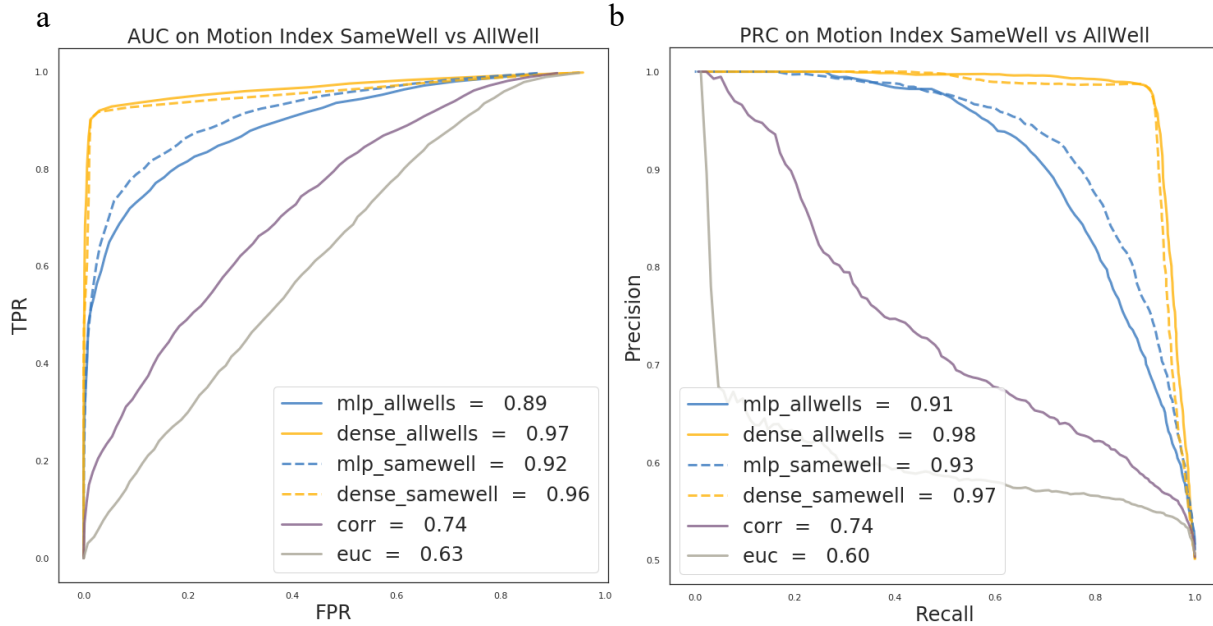 a
AUC on Motion Index SameWell vs AllWell
1.0
0.8
0.6
0.4
0.2
0.0
TPR
0.0
0.2
0.4
0.6
0.8
1.0
FPR
mlp_allwells = 0.89
dense_allwells = 0.97
mlp_samewell = 0.92
dense_samewell = 0.96
corr = 0.74
euc = 0.63
b
PRC on Motion Index SameWell vs AllWell
1.0
0.9
0.8
0.7
0.6
0.5
Precision
0.0
0.2
0.4
0.6
0.8
1.0
Recall
mlp_allwells = 0.91
dense_allwells = 0.98
mlp_samewell = 0.93
dense_samewell = 0.97
corr = 0.74
euc = 0.60